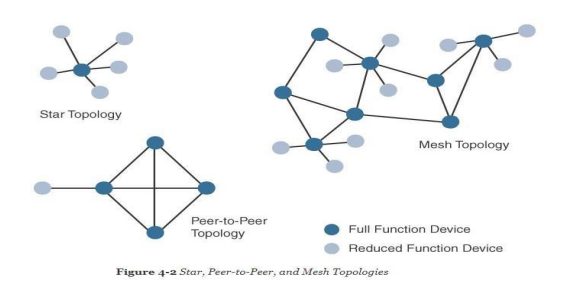 Star Topology
Mesh Topology
Peer-to-Peer
Topology
Full Function Device
Reduced Function Device
Figure 4-2 Star, Peer-to-Peer, and Mesh Topologies